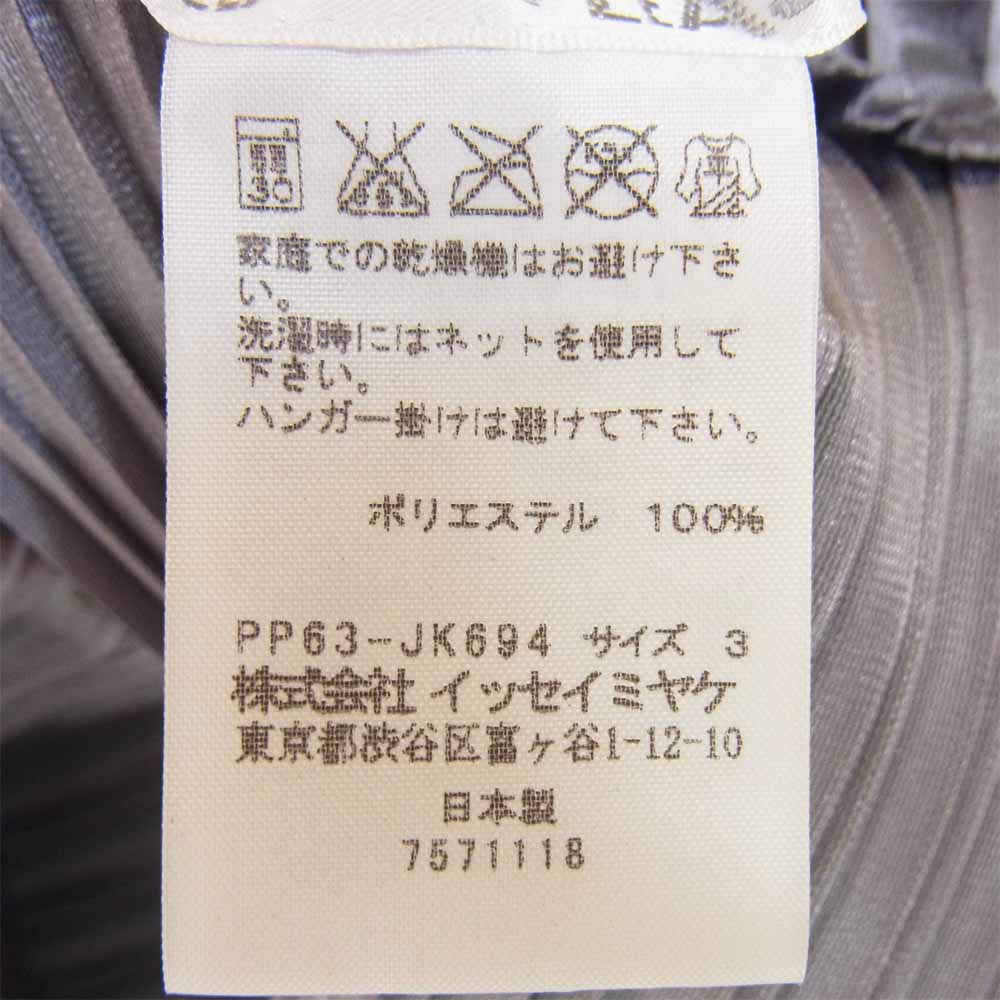 30
家庭での乾燥機はお避け下さ
い。
洗濯時にはネットを使用して
下さい。
ハンガー掛けは避けて下さい。
ポリエステル 100%
PP63-JK694 サイズ 3
株式会社 イッセイミヤケ
東京都渋谷区富ヶ谷1-12-10
日本製
7571118